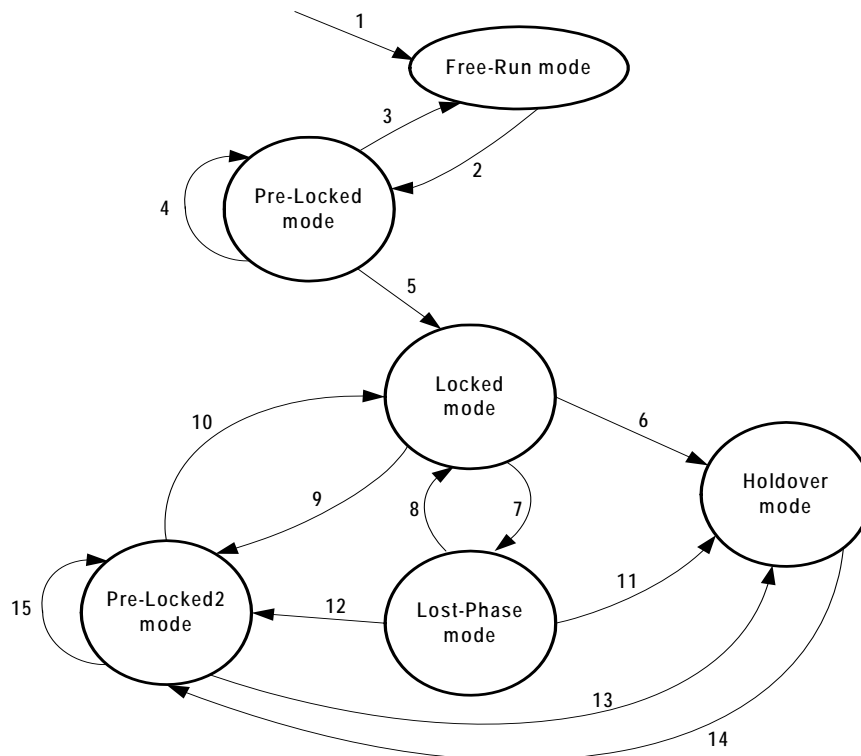 1
Free-Run mode
3
2
Pre-Locked
mode
4
5
Locked
mode
10
6
Holdover
mode
9
8
7
11
15
Pre-Locked2
mode
12
Lost-Phase
mode
13
14